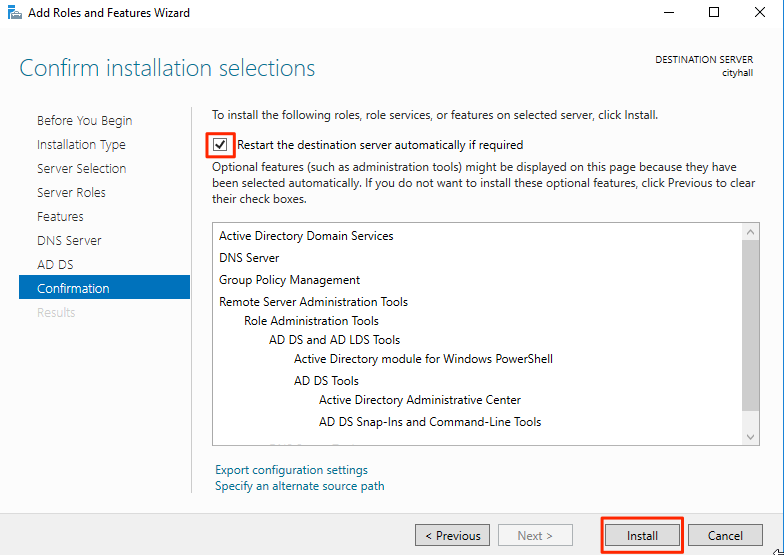 Add Roles and Features Wizard
Confirm installation selections
DESTINATION SERVER
cityhall
Before You Begin
Installation Type
Server Selection
Server Roles
Features
DNS Server
AD DS
Confirmation
Results
To install the following roles, role services, or features on selected server, click Install.
Restart the destination server automatically if required
Optional features (such as administration tools) might be displayed on this page because they have
been selected automatically. If you do not want to install these optional features, click Previous to clear
their check boxes.
Active Directory Domain Services
DNS Server
Group Policy Management
Remote Server Administration Tools
Role Administration Tools
AD DS and AD LDS Tools
Active Directory module for Windows PowerShell
AD DS Tools
Active Directory Administrative Center
AD DS Snap-Ins and Command-Line Tools
Export configuration settings
Specify an alternate source path
< Previous
Next >
Install
Cancel